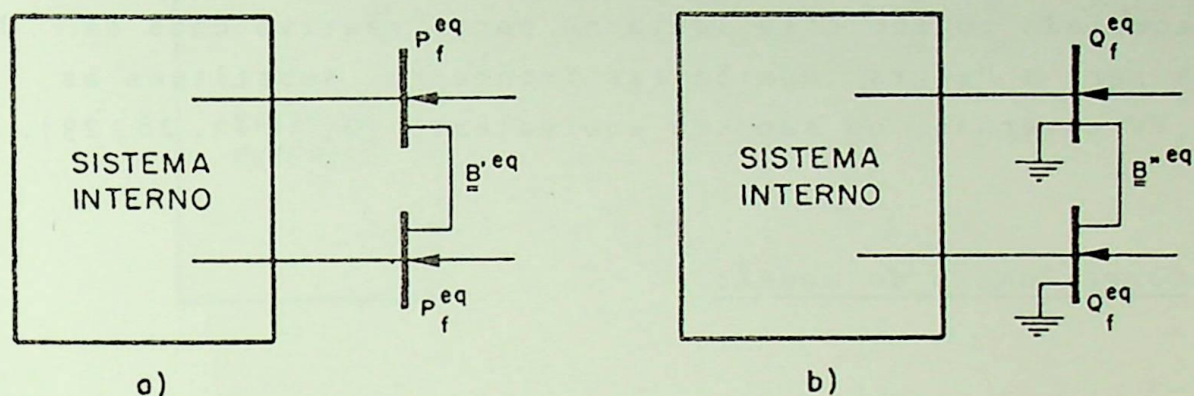 P_f^eq
SISTEMA
INTERNO
B'^eq
P_f^eq
a)
Q_f^eq
SISTEMA
INTERNO
B"^eq
Q_f^eq
b)